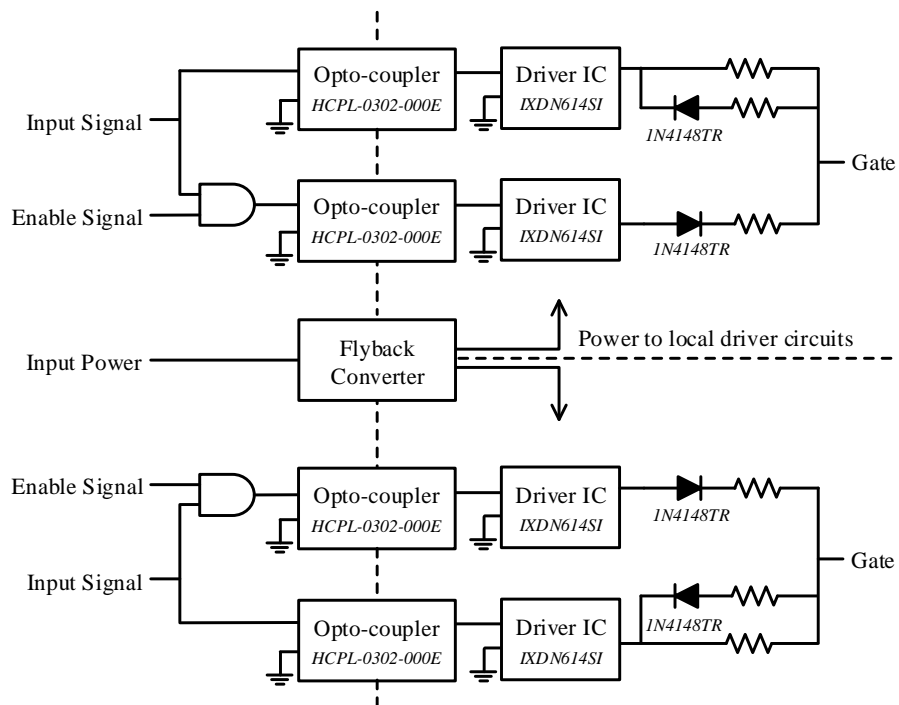 Opto-coupler
HCPL-0302-000E
Driver IC
IXDN614SI
1N4148TR
Input Signal
Gate
Enable Signal
Opto-coupler
HCPL-0302-000E
Driver IC
IXDN614SI
1N4148TR
Input Power
Flyback
Converter
Power to local driver circuits
Enable Signal
Opto-coupler
HCPL-0302-000E
Driver IC
IXDN614SI
1N4148TR
Input Signal
Gate
Opto-coupler
HCPL-0302-000E
Driver IC
IXDN614SI
1N4148TR